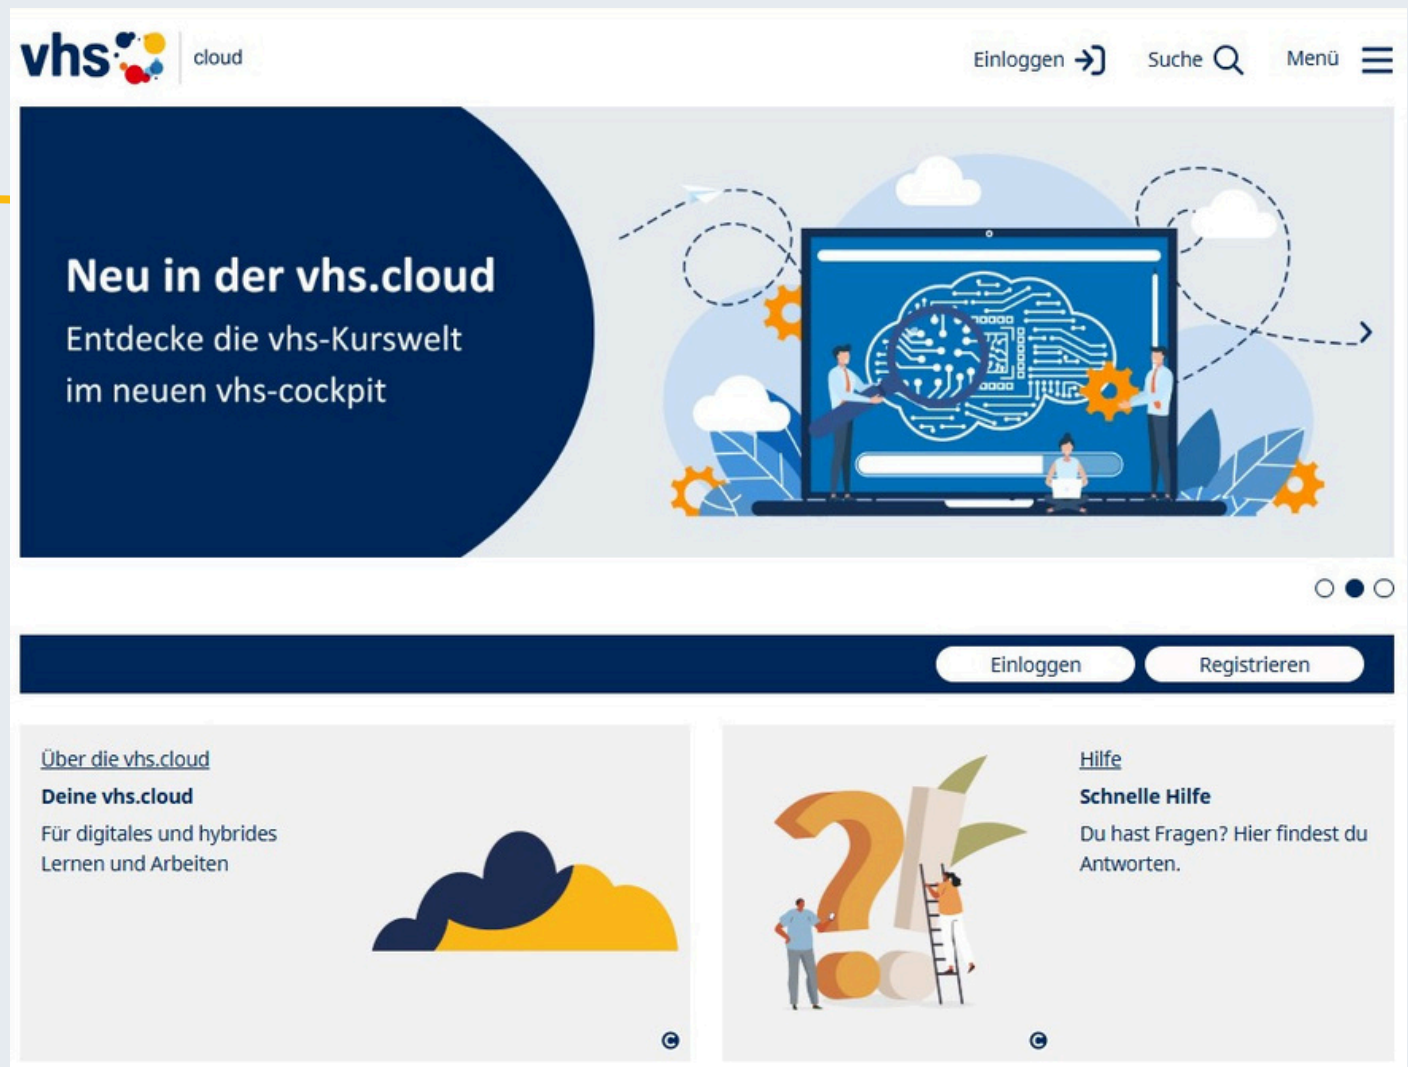 vhs
cloud
Einloggen
Suche
Menü
Neu in der vhs.cloud
Entdecke die vhs-Kurswelt
im neuen vhs-cockpit
Einloggen
Registrieren
Über die vhs.cloud
Deine vhs.cloud
Für digitales und hybrides
Lernen und Arbeiten
Hilfe
Schnelle Hilfe
Du hast Fragen? Hier findest du
Antworten.